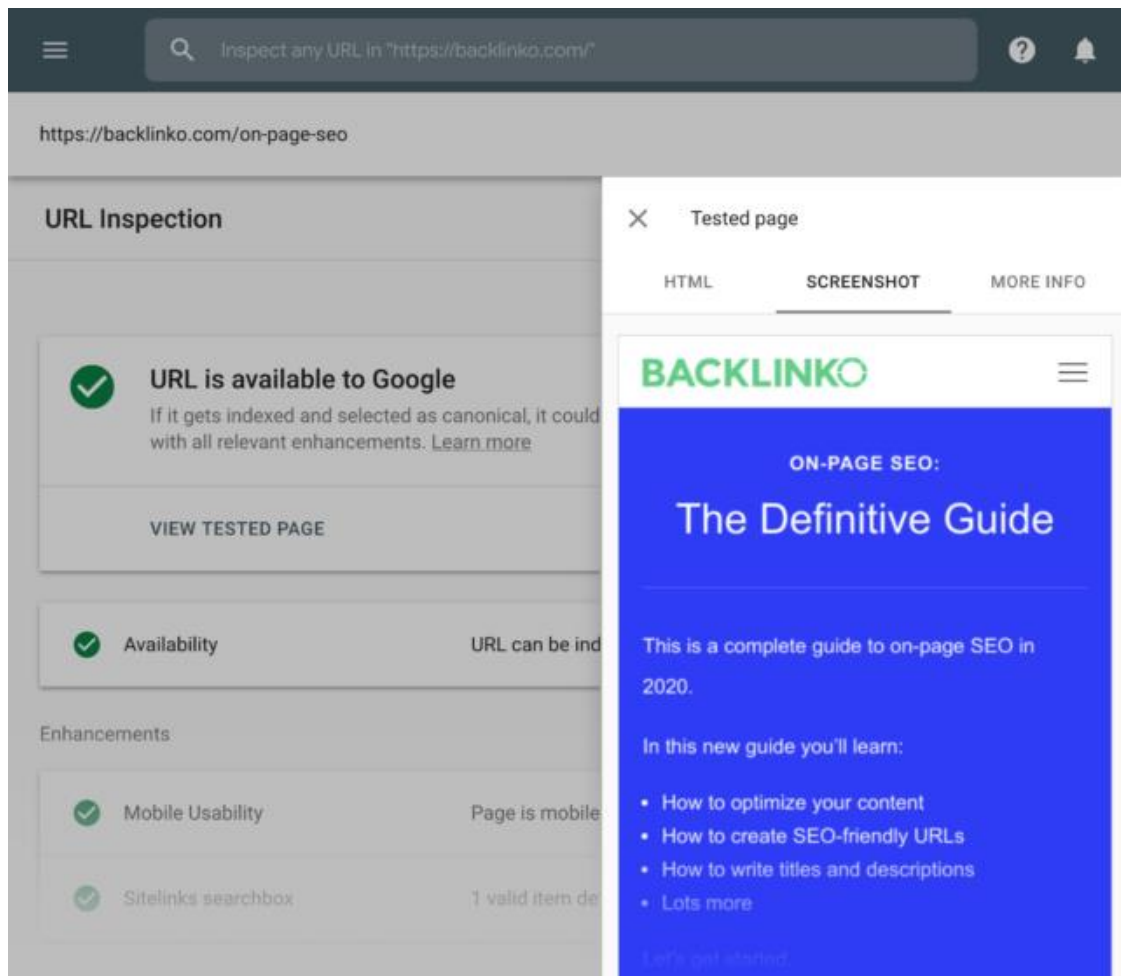 Inspect any URL in "https://backlinko.com/"
https://backlinko.com/on-page-seo
URL Inspection
URL is available to Google
If it gets indexed and selected as canonical, it could
with all relevant enhancements. Learn more
VIEW TESTED PAGE
Availability
URL can be ind
Enhancements
Mobile Usability
Page is mobile
Sitelinks searchbox
1 valid item de
Tested page
HTML SCREENSHOT MORE INFO
BACKLINKO
ON-PAGE SEO:
The Definitive Guide
This is a complete guide to on-page SEO in
2020.
In this new guide you'll learn:
• How to optimize your content
• How to create SEO-friendly URLs
• How to write titles and descriptions
• Lots more
Let's get started.